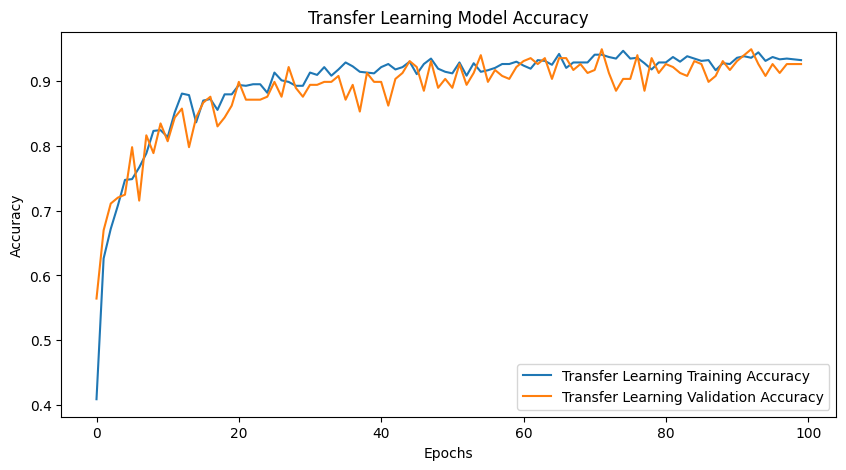 Transfer Learning Model Accuracy
Accuracy
0.9
0.8
0.7
0.6
0.5
0.4
Transfer Learning Training Accuracy
Transfer Learning Validation Accuracy
0 20 40 60 80 100
Epochs